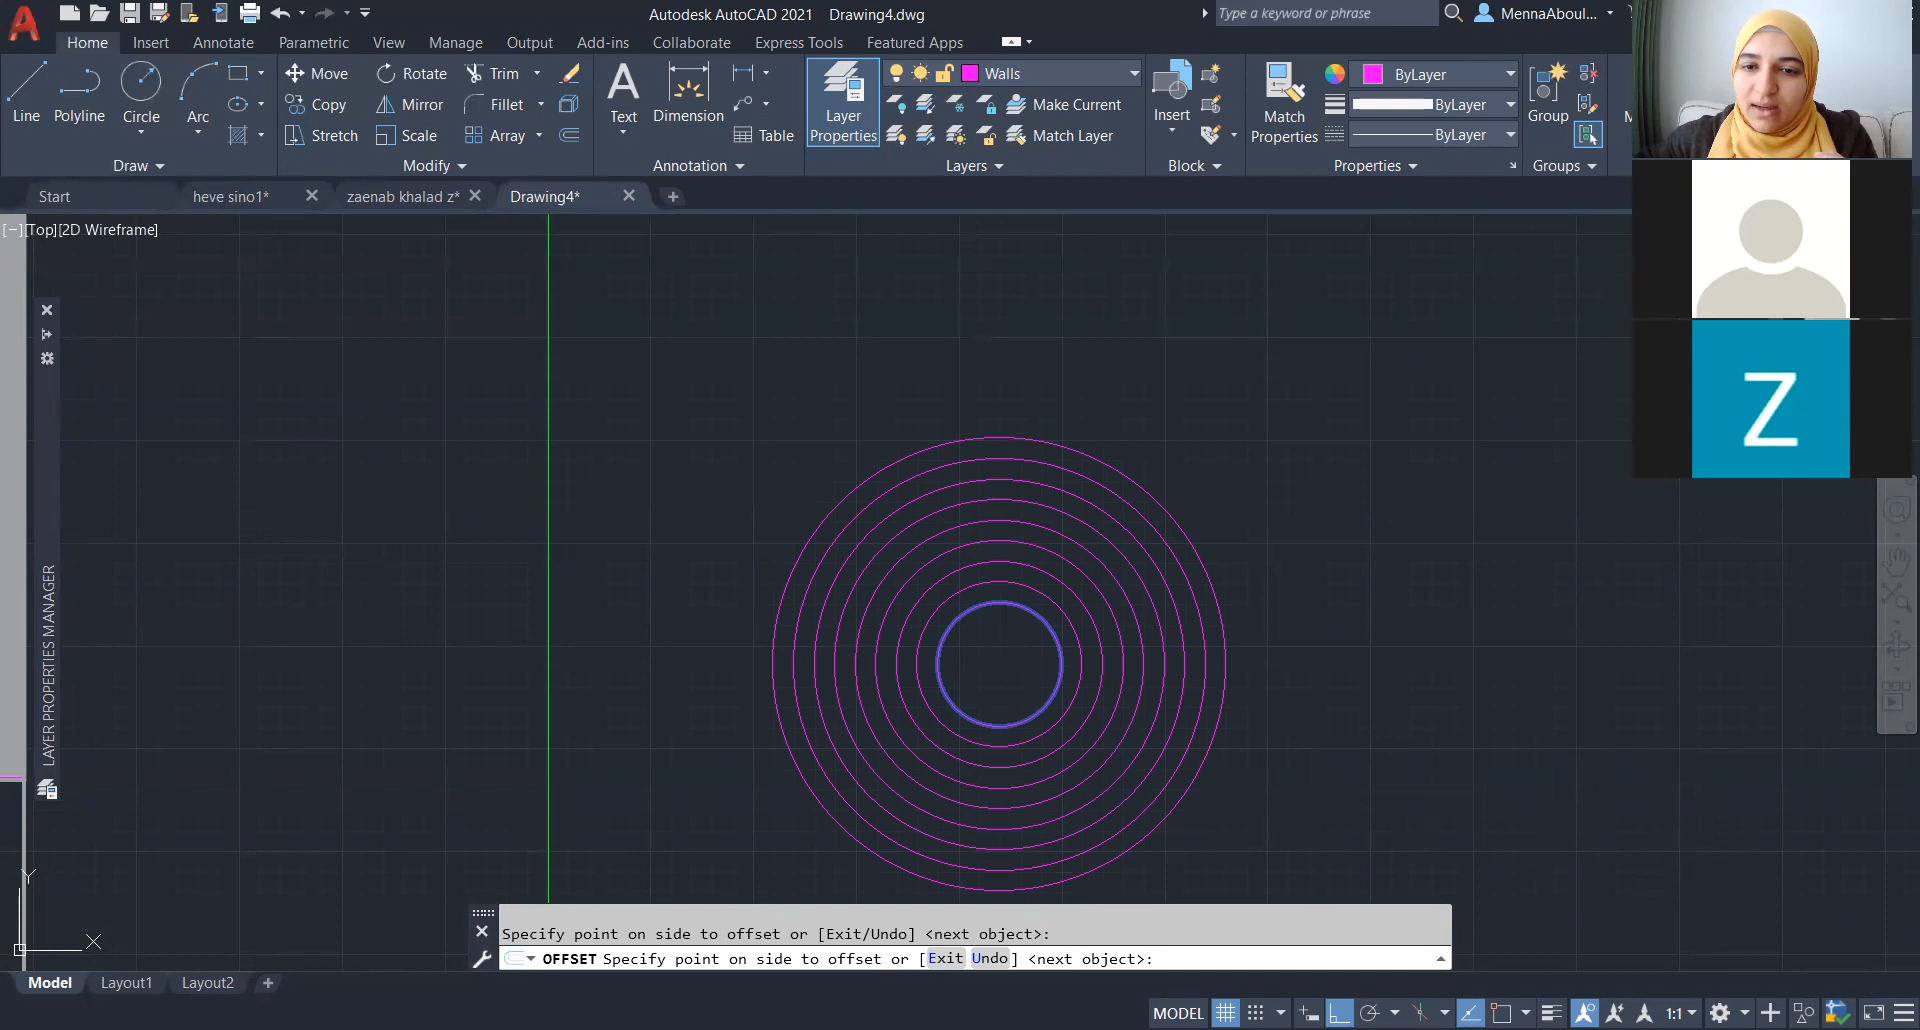 Autodesk AutoCAD 2021 Drawing4.dwg
Type a keyword or phrase
MennaAboul...
Home Insert Annotate Parametric View Manage Output Add-ins Collaborate Express Tools Featured Apps
Line
Polyline
Circle
Arc
Draw
Move
Rotate
Trim
Copy
Mirror
Fillet
Stretch
Scale
Array
Modify
Text
Dimension
Table
Annotation
Layer
Properties
Walls
Make Current
Match Layer
Layers
Insert
Block
Match
Properties
ByLayer
ByLayer
ByLayer
Properties
Group
Groups
M
Start
heve sino1*
zaenab khalad z*
Drawing4*
[−][Top][2D Wireframe]
Z
LAYER PROPERTIES MANAGER
Y
X
Specify point on side to offset or [Exit/Undo] <next object>:
OFFSET Specify point on side to offset or [Exit Undo] <next object>:
Model Layout1 Layout2
MODEL
1:1